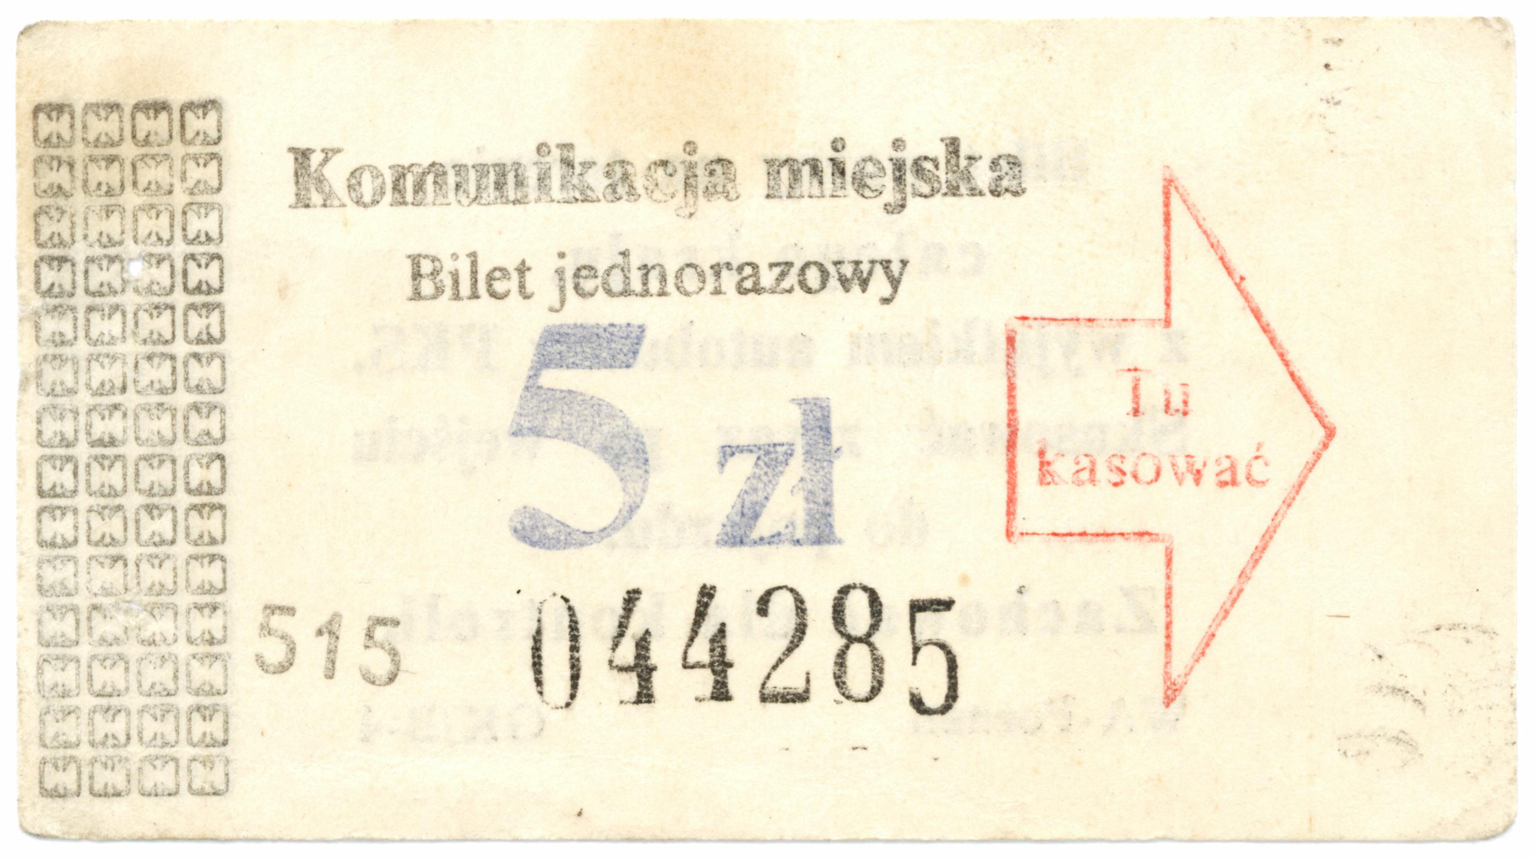 Komunikacja miejska
Bilet jednorazowy
5 zł
Tu
kasować
515
044285